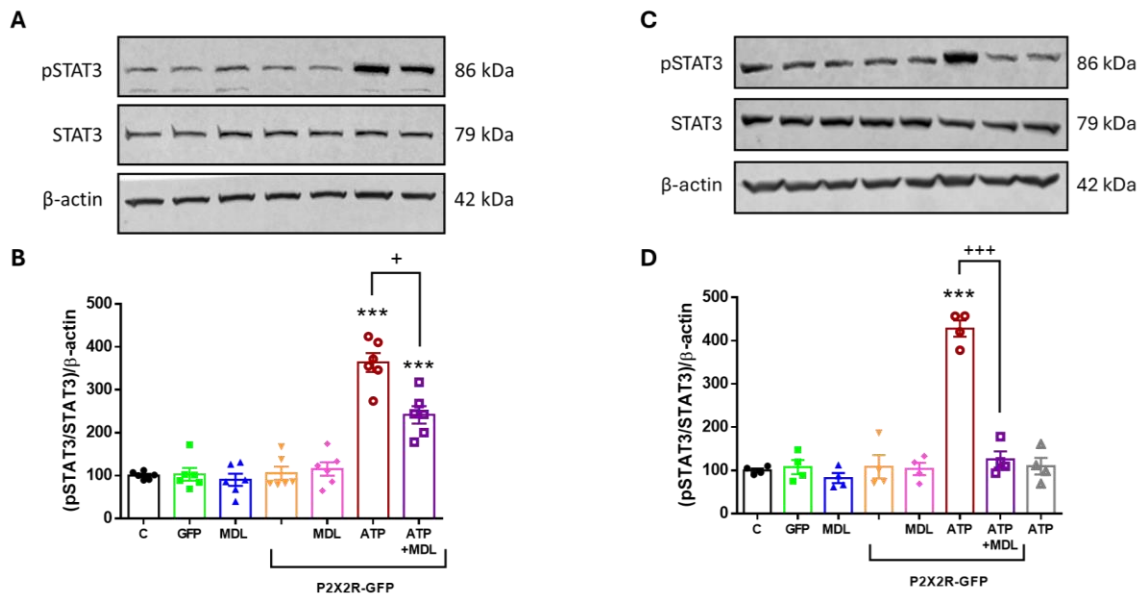 A
pSTAT3
86 kDa
STAT3
79 kDa
β-actin
42 kDa
B
(pSTAT3/STAT3)/β-actin
500
400
300
200
100
0
***
***
+
C
GFP
MDL
MDL
ATP
ATP
+MDL
P2X2R-GFP
C
pSTAT3
86 kDa
STAT3
79 kDa
β-actin
42 kDa
D
(pSTAT3/STAT3)/β-actin
500
400
300
200
100
0
***
+++
C
GFP
MDL
MDL
ATP
ATP
+MDL
ATP
P2X2R-GFP